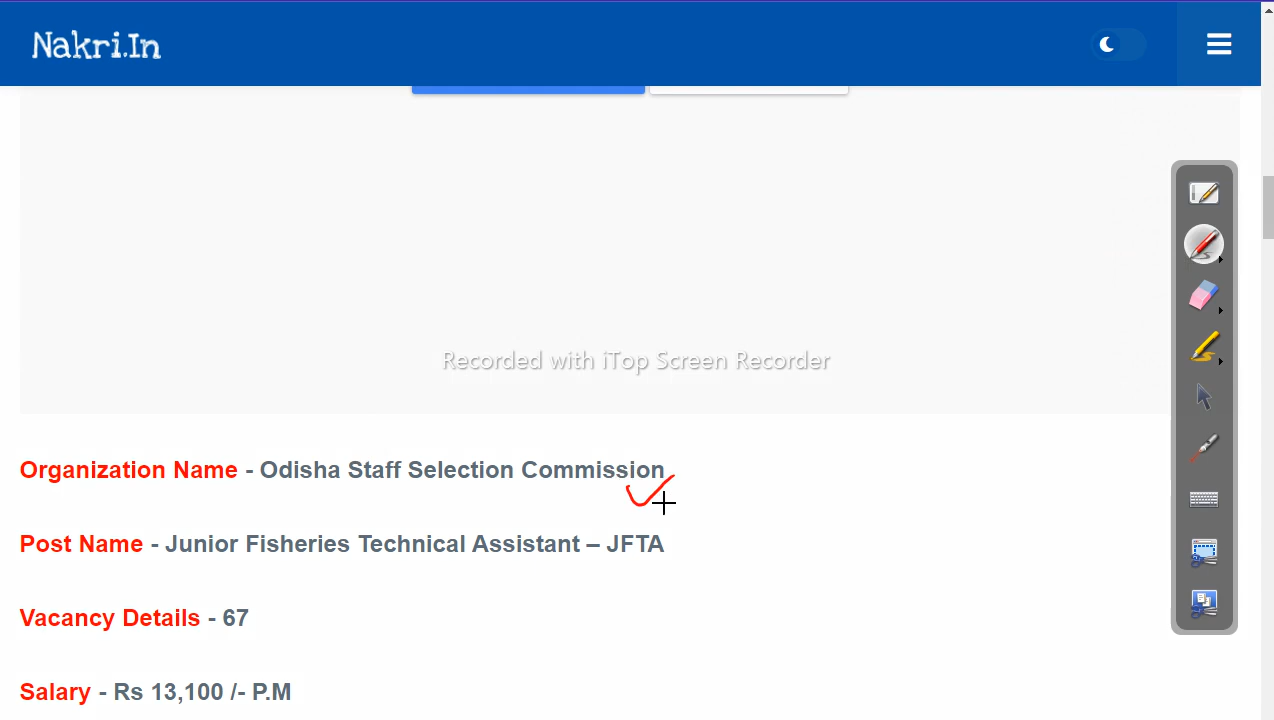 Nakri.In
Recorded with iTop Screen Recorder
Organization Name - Odisha Staff Selection Commission
Post Name - Junior Fisheries Technical Assistant – JFTA
Vacancy Details - 67
Salary - Rs 13,100 /- P.M